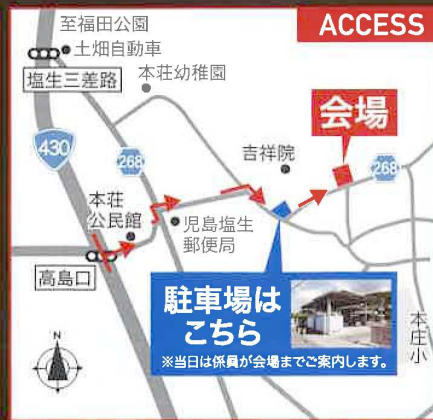 ACCESS
至福田公園
土畑自動車
塩生三差路
本荘幼稚園
430
268
吉祥院
会場
268
本荘
公民館
児島塩生
郵便局
高島口
駐車場は
こちら
※当日は係員が会場までご案内します。
本庄小
N